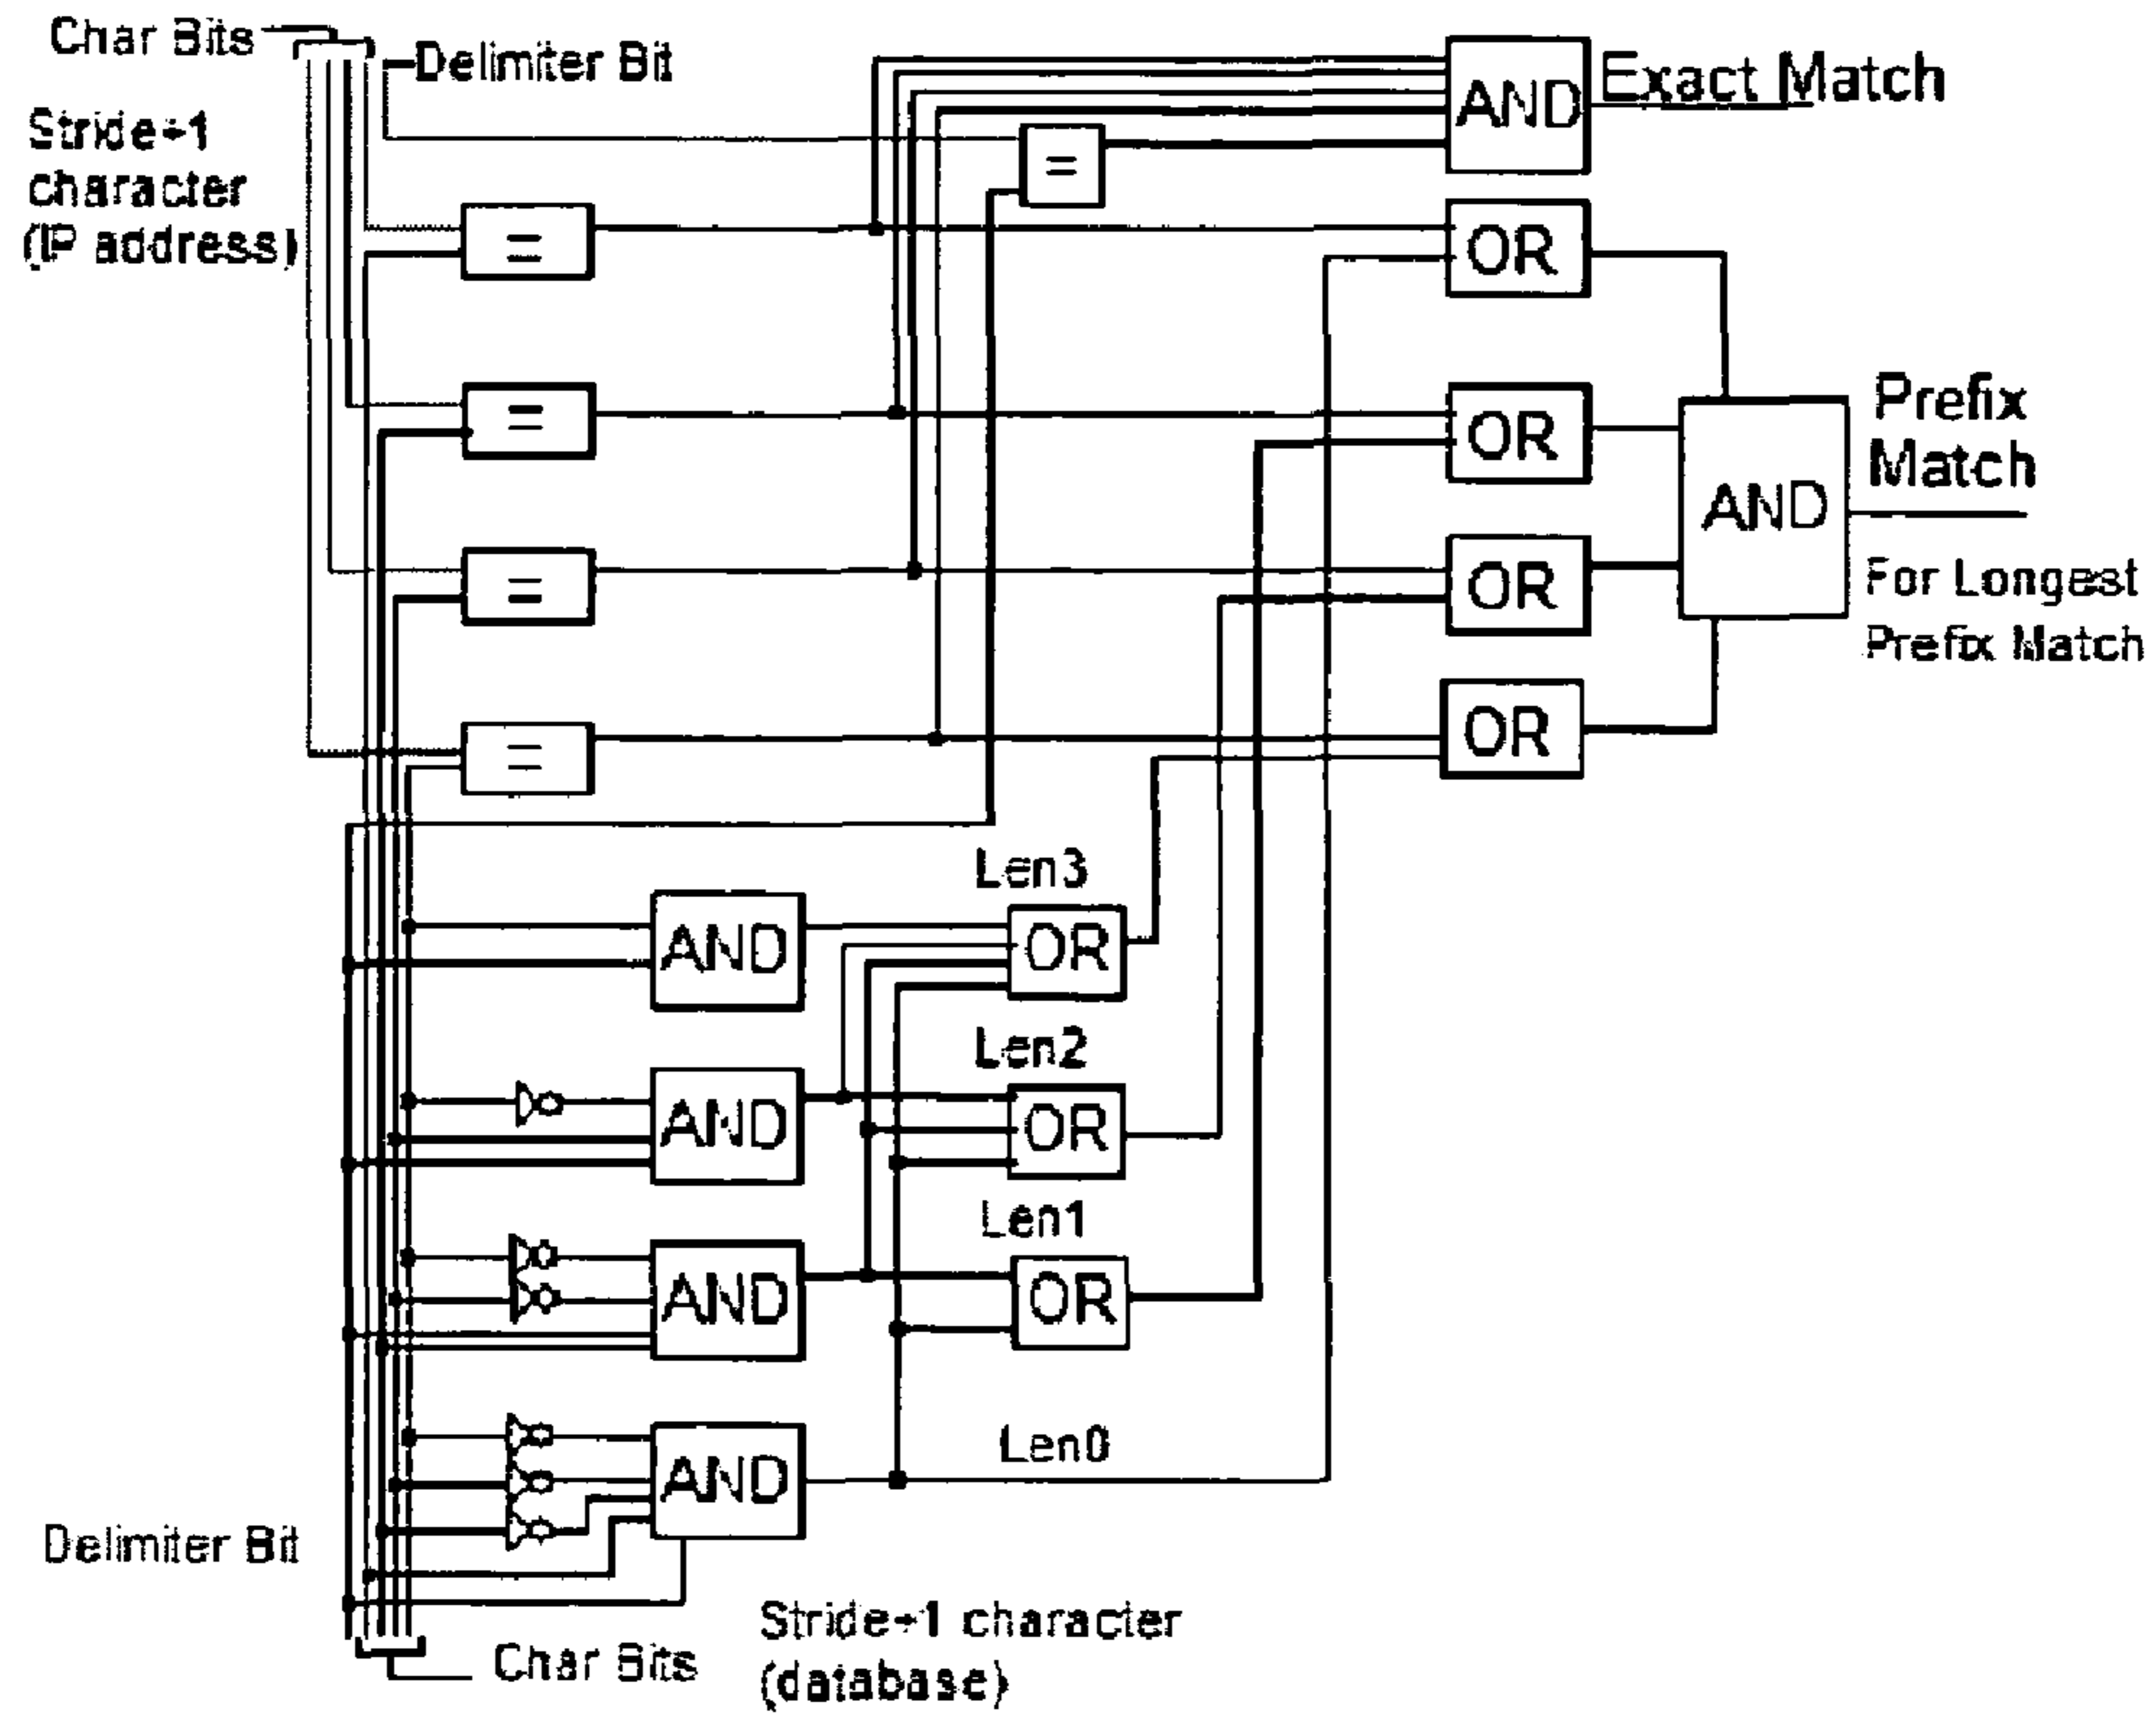 Char Bits
Delimiter Bit
Stride+1
character
(IP address)
AND
Exact Match
=
=
OR
=
OR
Prefix
Match
AND
=
OR
For Longest
Prefix Match
=
OR
Len3
AND
OR
Len2
AND
OR
Len1
AND
OR
Len0
AND
Delimiter Bit
Stride+1 character
(database)
Char Bits